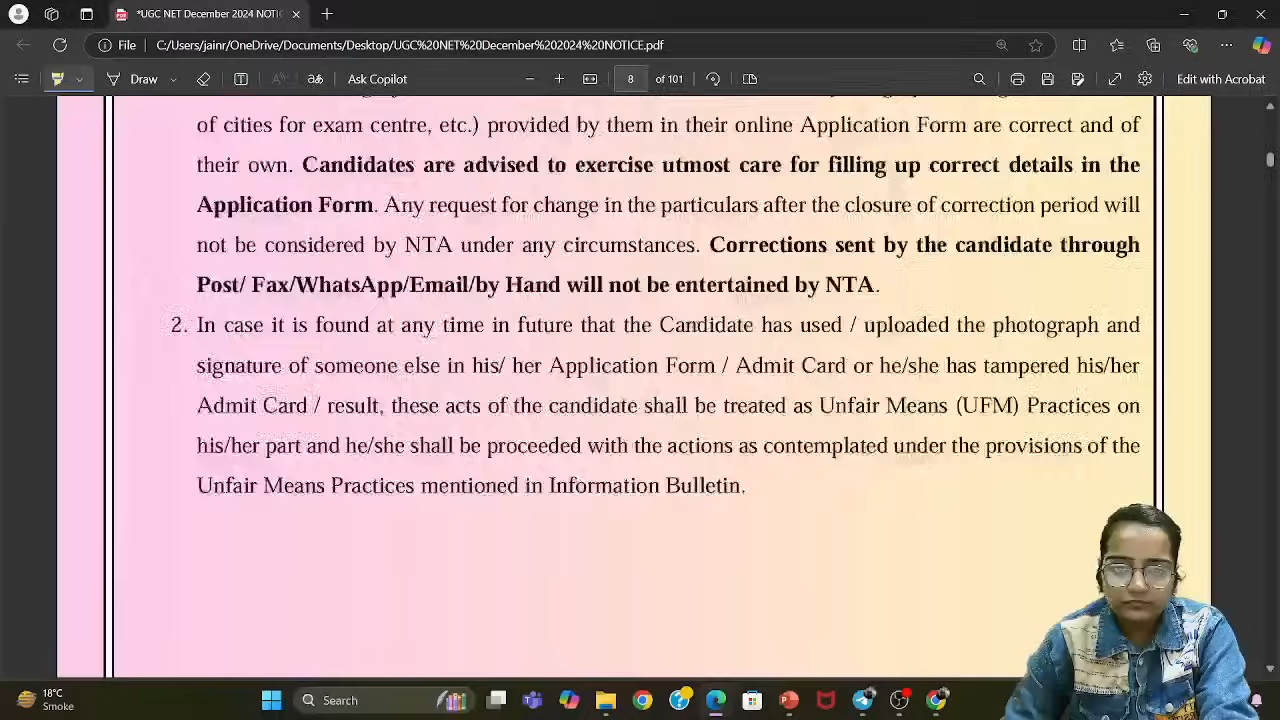 *UGC NET December 2024 NOTIC
File C:/Users/jainr/OneDrive/Documents/Desktop/UGC%20NET%20December%202024%20NOTICE.pdf
Draw Ask Copilot 8 of 101 Edit with Acrobat
of cities for exam centre, etc.) provided by them in their online Application Form are correct and of
their own. Candidates are advised to exercise utmost care for filling up correct details in the
Application Form. Any request for change in the particulars after the closure of correction period will
not be considered by NTA under any circumstances. Corrections sent by the candidate through
Post/ Fax/WhatsApp/Email/by Hand will not be entertained by NTA.
2. In case it is found at any time in future that the Candidate has used / uploaded the photograph and
signature of someone else in his/ her Application Form / Admit Card or he/she has tampered his/her
Admit Card / result, these acts of the candidate shall be treated as Unfair Means (UFM) Practices on
his/her part and he/she shall be proceeded with the actions as contemplated under the provisions of the
Unfair Means Practices mentioned in Information Bulletin.
18°C
Smoke
Search